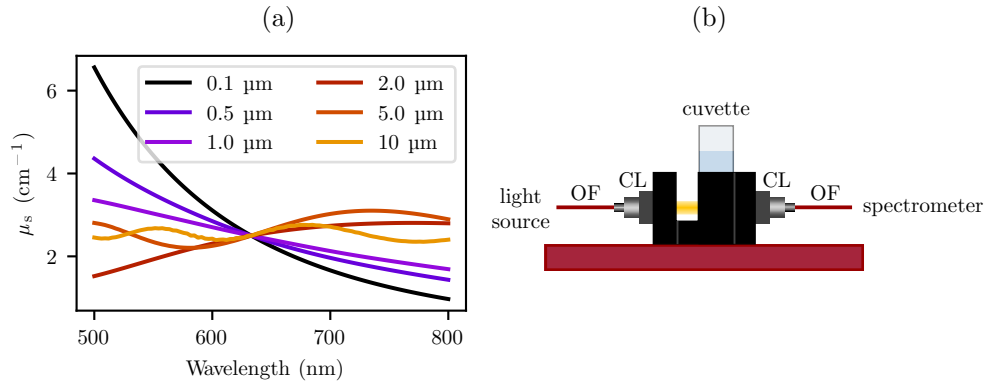 (a)
μs (cm⁻¹)
6
4
2
0.1 µm
0.5 µm
1.0 µm
2.0 µm
5.0 µm
10 µm
500
600
700
800
Wavelength (nm)
(b)
cuvette
light
source
OF
CL
CL
OF
spectrometer